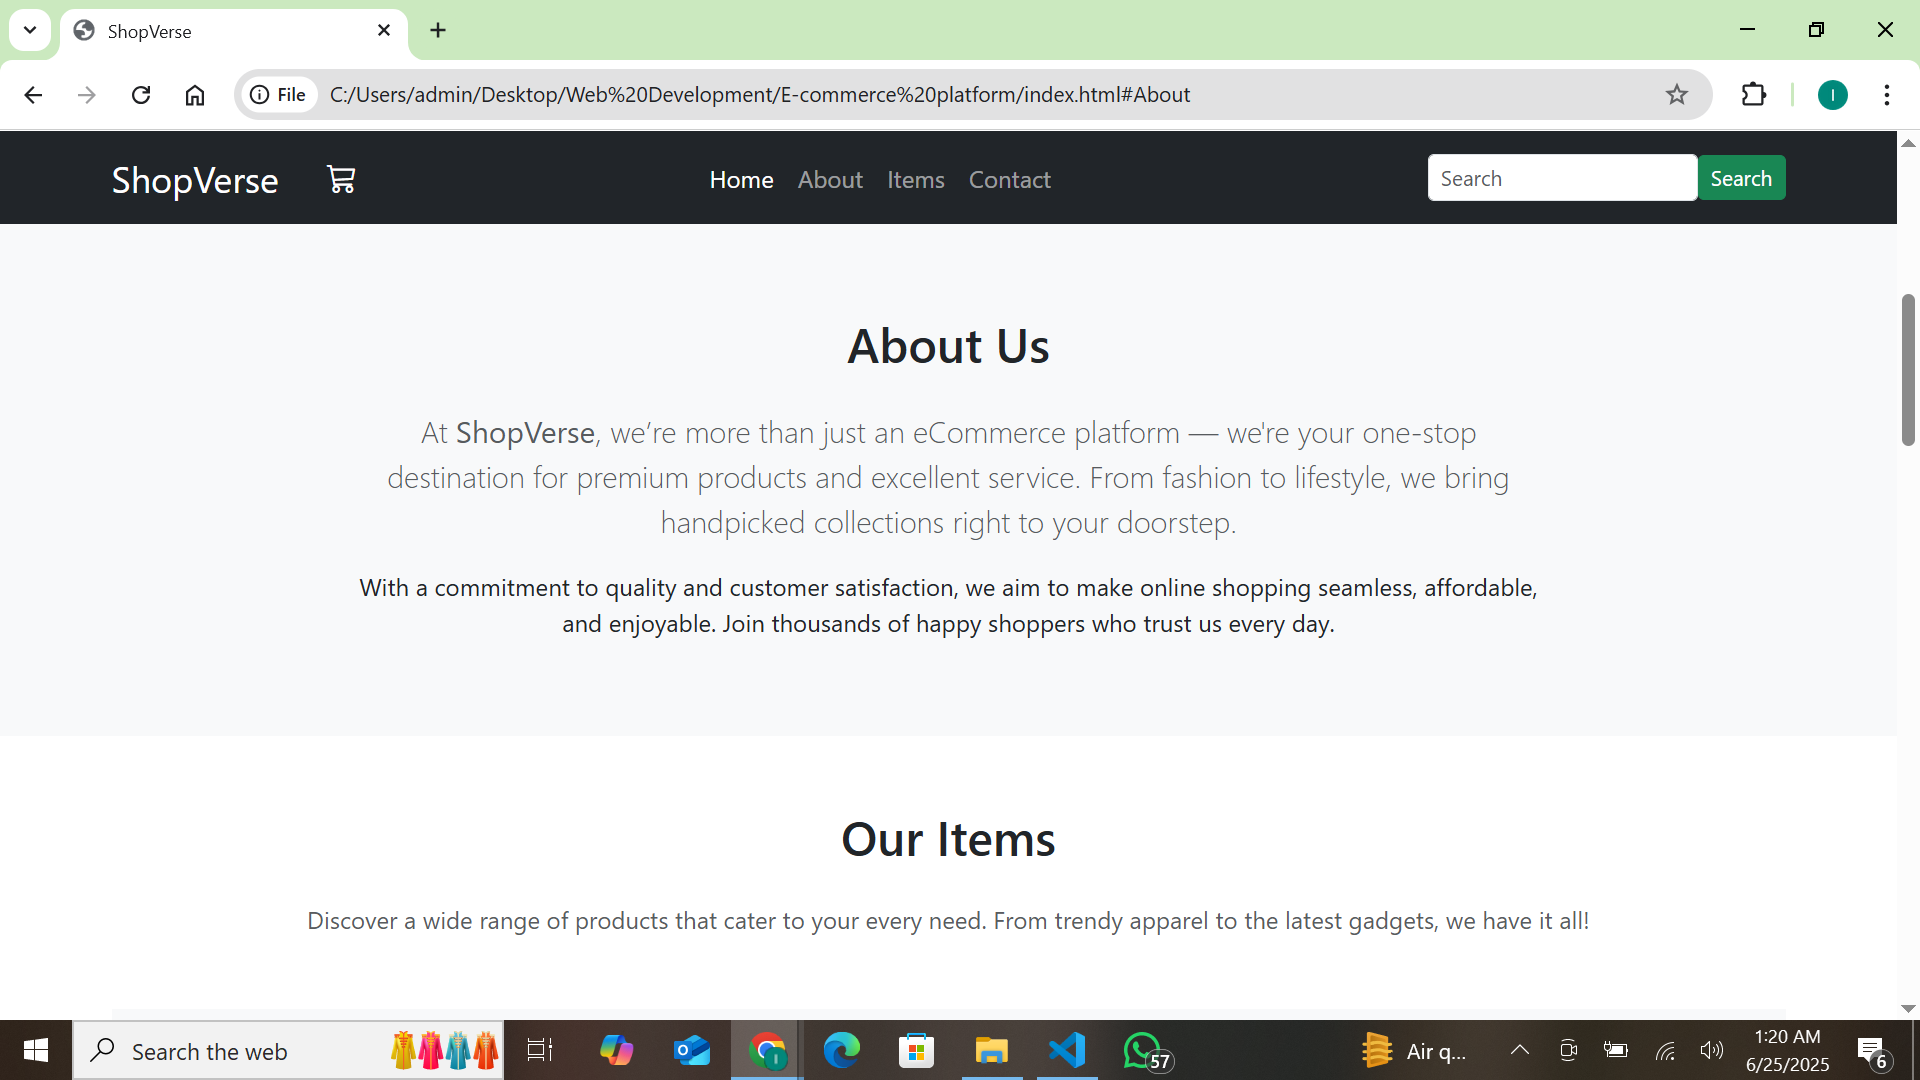 ShopVerse
File
C:/Users/admin/Desktop/Web%20Development/E-commerce%20platform/index.html#About
I
ShopVerse
Home
About
Items
Contact
Search
Search
About Us
At ShopVerse, we’re more than just an eCommerce platform — we're your one-stop
destination for premium products and excellent service. From fashion to lifestyle, we bring
handpicked collections right to your doorstep.
With a commitment to quality and customer satisfaction, we aim to make online shopping seamless, affordable,
and enjoyable. Join thousands of happy shoppers who trust us every day.
Our Items
Discover a wide range of products that cater to your every need. From trendy apparel to the latest gadgets, we have it all!
Search the web
57
Air q...
1:20 AM
6/25/2025
6